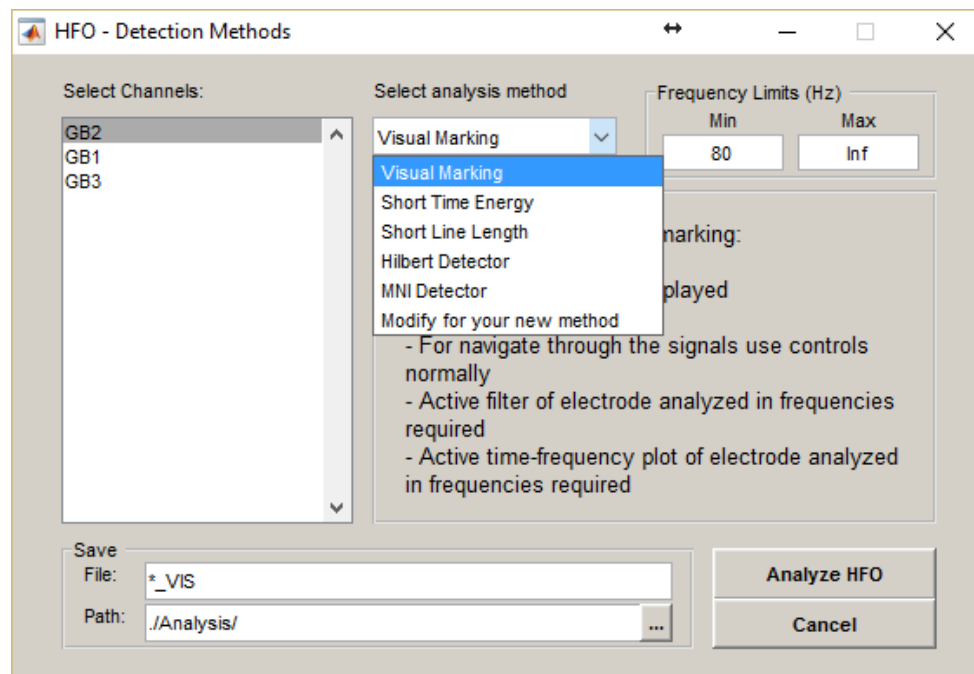 HFO - Detection Methods
Select Channels:
GB2
GB1
GB3
Select analysis method
Visual Marking
Visual Marking
Short Time Energy
Short Line Length
Hilbert Detector
MNI Detector
Modify for your new method
Frequency Limits (Hz)
Min Max
80 Inf
marking:
played
- For navigate through the signals use controls
normally
- Active filter of electrode analyzed in frequencies
required
- Active time-frequency plot of electrode analyzed
in frequencies required
Save
File: *_VIS
Path: ./Analysis/ ...
Analyze HFO
Cancel